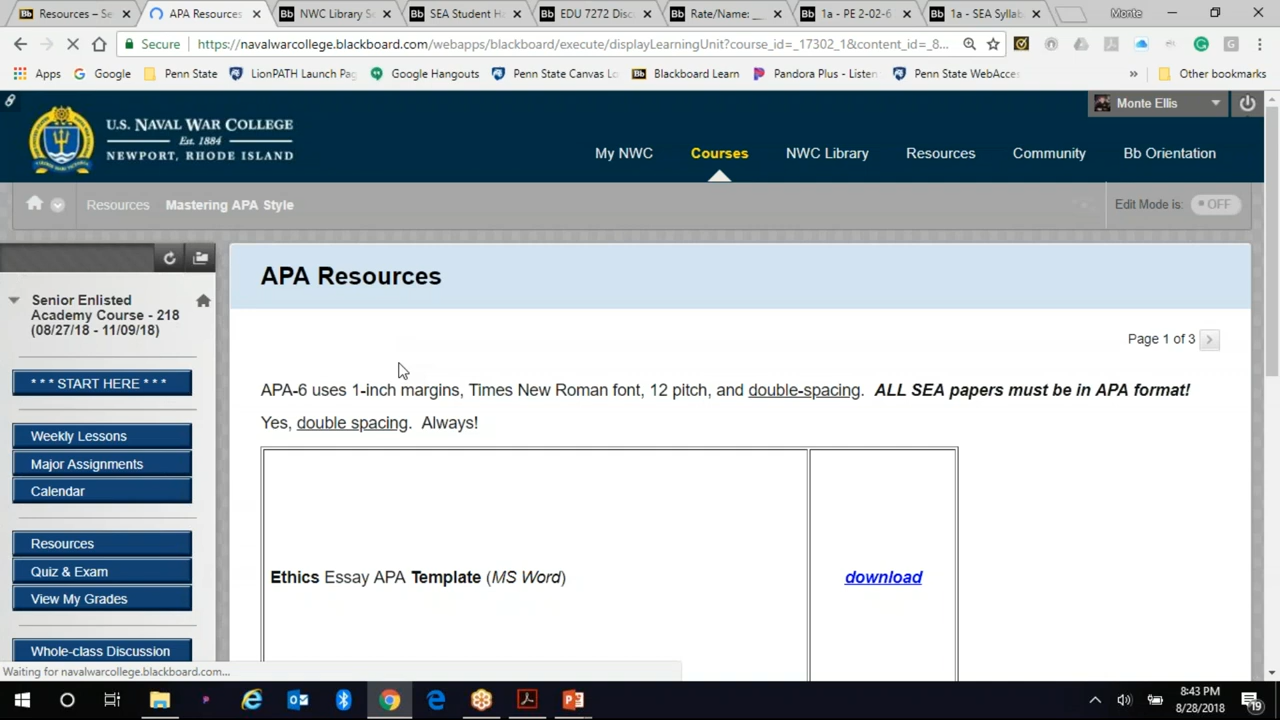 Resources – Se
APA Resources
NWC Library S
SEA Student H
EDU 7272 Disc
Rate/Name: __
1a - PE 2-02-6
1a - SEA Syllab
Monte
Secure
https://navalwarcollege.blackboard.com/webapps/blackboard/execute/displayLearningUnit?course_id=_17302_1&content_id=_8...
Apps
Google
Penn State
LionPATH Launch Pag
Google Hangouts
Penn State Canvas Lo
Blackboard Learn
Pandora Plus - Listen
Penn State WebAcces
»
Other bookmarks
Monte Ellis
U.S. NAVAL WAR COLLEGE
Est. 1884
NEWPORT, RHODE ISLAND
My NWC
Courses
NWC Library
Resources
Community
Bb Orientation
Resources
Mastering APA Style
Edit Mode is:
OFF
APA Resources
Senior Enlisted
Academy Course - 218
(08/27/18 - 11/09/18)
Page 1 of 3
* * * START HERE * * *
APA-6 uses 1-inch margins, Times New Roman font, 12 pitch, and double-spacing. ALL SEA papers must be in APA format!
Yes, double spacing. Always!
Weekly Lessons
Major Assignments
Calendar
Resources
Quiz & Exam
View My Grades
Whole-class Discussion
Ethics Essay APA Template (MS Word)
download
Waiting for navalwarcollege.blackboard.com...
8:43 PM
8/28/2018
19